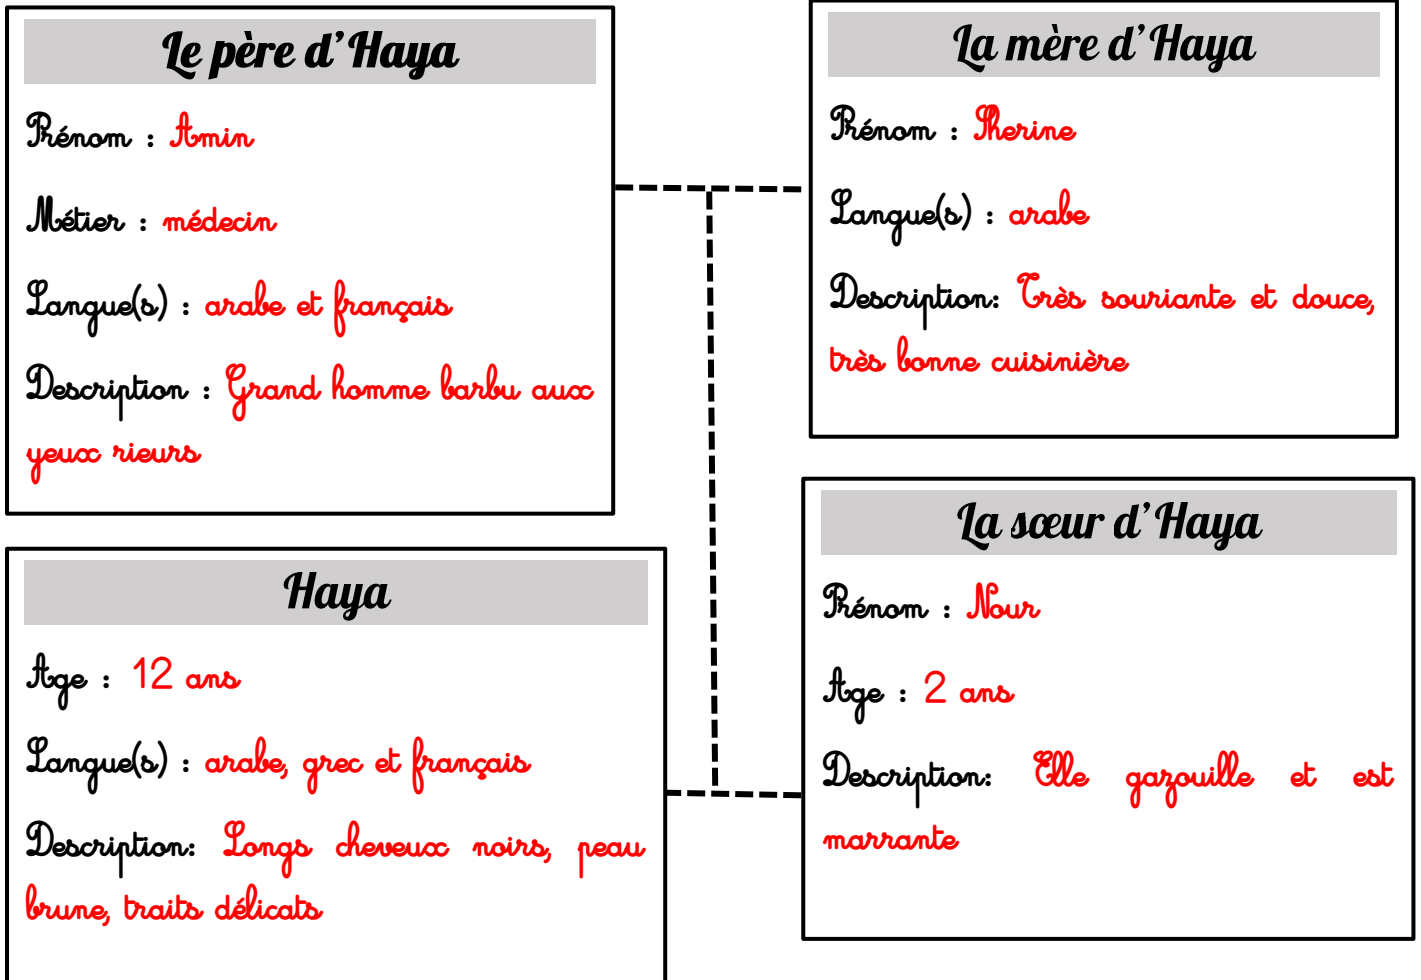 Le père d’Haya
Prénom : Amin
Métier : médecin
Langue(s) : arabe et français
Description : Grand homme barbu aux
yeux rieurs
La mère d’Haya
Prénom : Sherine
Langue(s) : arabe
Description: Très souriante et douce,
très bonne cuisinière
Haya
Age : 12 ans
Langue(s) : arabe, grec et français
Description: Longs cheveux noirs, peau
brune, traits délicats
La sœur d’Haya
Prénom : Nour
Age : 2 ans
Description: Elle gazouille et est
marrante